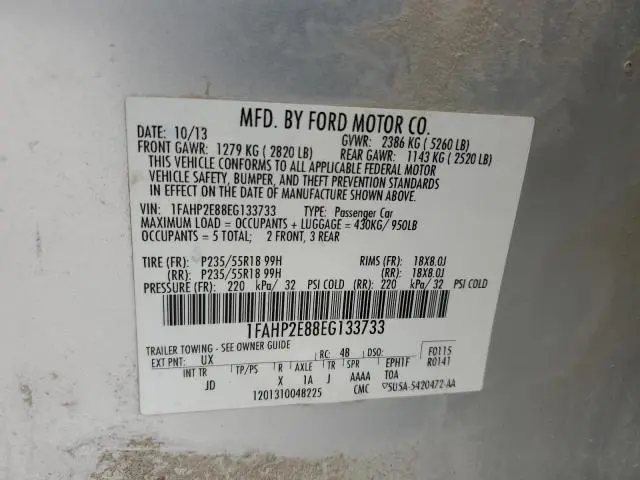 MFD. BY FORD MOTOR CO.
DATE: 10/13 GVWR: 2386 KG ( 5260 LB)
FRONT GAWR: 1279 KG ( 2820 LB) REAR GAWR: 1143 KG ( 2520 LB)
THIS VEHICLE CONFORMS TO ALL APPLICABLE FEDERAL MOTOR
VEHICLE SAFETY, BUMPER, AND THEFT PREVENTION STANDARDS
IN EFFECT ON THE DATE OF MANUFACTURE SHOWN ABOVE.
VIN: 1FAHP2E88EG133733 TYPE: Passenger Car
MAXIMUM LOAD = OCCUPANTS + LUGGAGE = 430KG/ 950LB
OCCUPANTS = 5 TOTAL; 2 FRONT, 3 REAR
TIRE (FR): P235/55R18 99H RIMS (FR): 18X8.0J
(RR): P235/55R18 99H (RR): 18X8.0J
PRESSURE (FR): 220 kPa/ 32 PSI COLD (RR): 220 kPa/ 32 PSI COLD
1FAHP2E88EG133733
TRAILER TOWING - SEE OWNER GUIDE
EXT PNT: UX RC: 48 DSO: F0115
R0141
INT TR TP/PS R AXLE TR SPR EPH1F
JD X 1A J AAAA TOA
1201310048225 CMC ▽5U5A-5420472-AA